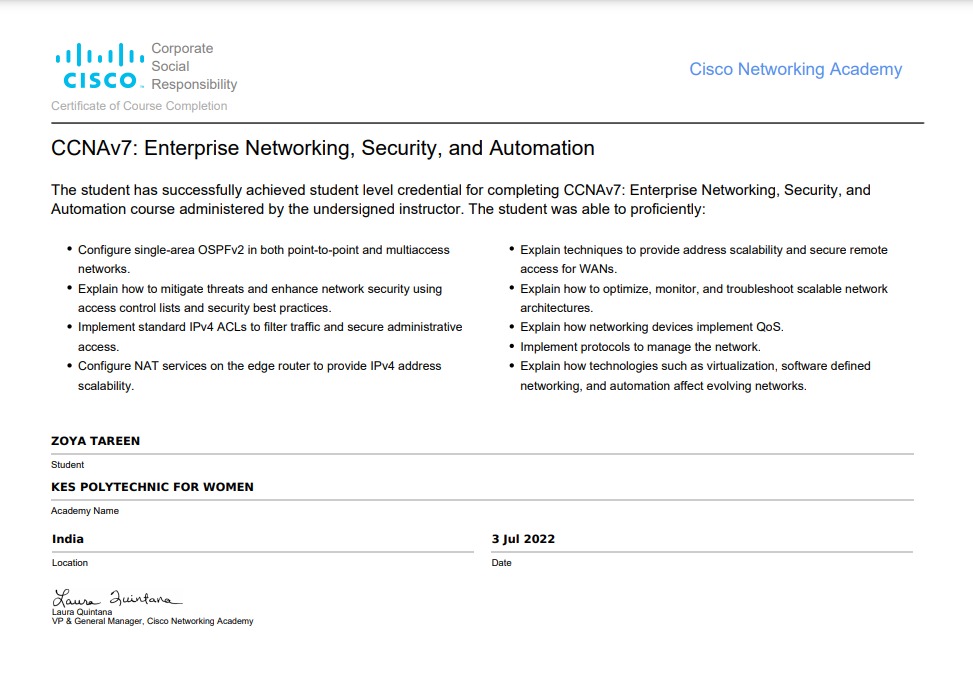 Corporate
Social
Responsibility
CISCO
Certificate of Course Completion
Cisco Networking Academy
CCNAv7: Enterprise Networking, Security, and Automation
The student has successfully achieved student level credential for completing CCNAv7: Enterprise Networking, Security, and
Automation course administered by the undersigned instructor. The student was able to proficiently:
• Configure single-area OSPFv2 in both point-to-point and multiaccess
networks.
• Explain how to mitigate threats and enhance network security using
access control lists and security best practices.
• Implement standard IPv4 ACLs to filter traffic and secure administrative
access.
• Configure NAT services on the edge router to provide IPv4 address
scalability.
• Explain techniques to provide address scalability and secure remote
access for WANs.
• Explain how to optimize, monitor, and troubleshoot scalable network
architectures.
• Explain how networking devices implement QoS.
• Implement protocols to manage the network.
• Explain how technologies such as virtualization, software defined
networking, and automation affect evolving networks.
ZOYA TAREEN
Student
KES POLYTECHNIC FOR WOMEN
Academy Name
India
Location
3 Jul 2022
Date
Laura Quintana
Laura Quintana
VP & General Manager, Cisco Networking Academy